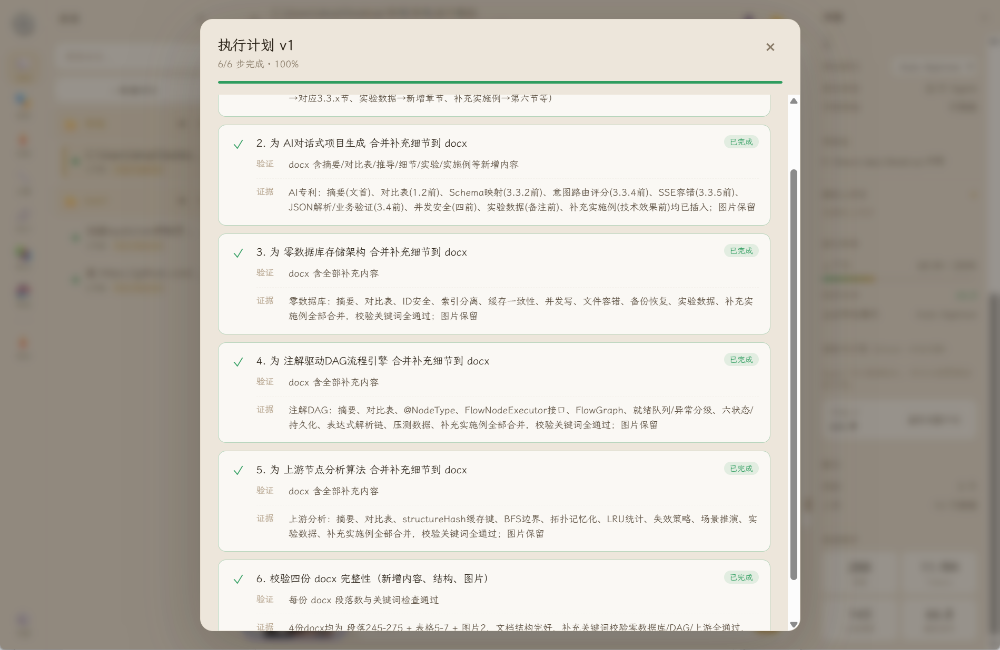 执行计划 v1
6/6 步完成 • 100%
→对应3.3.x节、实验数据→新增章节、补充实施例→第六节等)
2. 为 AI对话式项目生成 合并补充细节到 docx
已完成
验证
docx 含摘要/对比表/推导/细节/实验/实施例等新增内容
证据
AI专利：摘要(文首)、对比表(1.2前)、Schema映射(3.3.2前)、意图路由评分(3.3.4前)、SSE容错(3.3.5前)、
JSON解析/业务验证(3.4前)、并发安全(四前)、实验数据(备注前)、补充实施例(技术效果前)均已插入；图片保留
3. 为 零数据库存储架构 合并补充细节到 docx
已完成
验证
docx 含全部补充内容
证据
零数据库：摘要、对比表、ID安全、索引分离、缓存一致性、并发写、文件容错、备份恢复、实验数据、补充实
施例全部合并，校验关键词全通过；图片保留
4. 为 注解驱动DAG流程引擎 合并补充细节到 docx
已完成
验证
docx 含全部补充内容
证据
注解DAG：摘要、对比表、@NodeType、FlowNodeExecutor接口、FlowGraph、就绪队列/异常分级、六状态/
持久化、表达式解析链、压测数据、补充实施例全部合并，校验关键词全通过；图片保留
5. 为 上游节点分析算法 合并补充细节到 docx
已完成
验证
docx 含全部补充内容
证据
上游分析：摘要、对比表、structureHash缓存键、BFS边界、拓扑记忆化、LRU统计、失效策略、场景推演、实
验数据、补充实施例全部合并，校验关键词全通过；图片保留
6. 校验四份 docx 完整性（新增内容、结构、图片）
已完成
验证
每份 docx 段落数与关键词检查通过
证据
4份docx均为 段落245-275 + 表格5-7 + 图片2，文档结构完好，补充关键词校验零数据库/DAG/上游全通过，